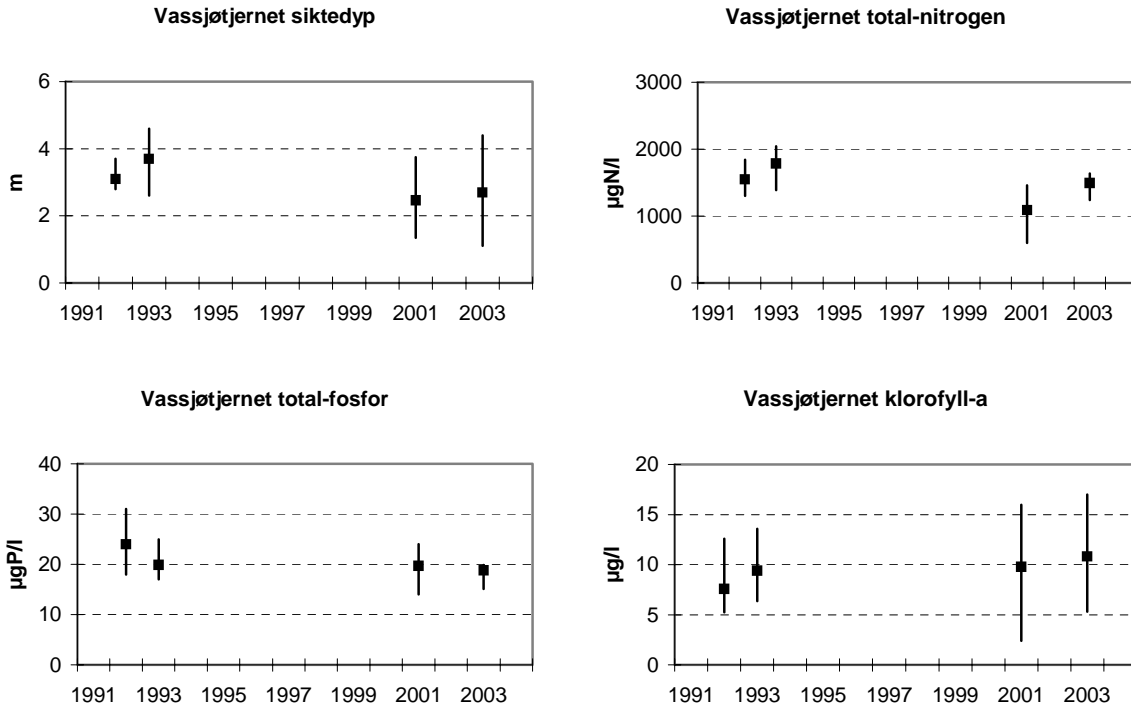 Vassjøtjernet siktedyp
6
4
2
0
m
1991 1993 1995 1997 1999 2001 2003
Vassjøtjernet total-nitrogen
3000
2000
1000
0
µgN/l
1991 1993 1995 1997 1999 2001 2003
Vassjøtjernet total-fosfor
40
30
20
10
0
µgP/l
1991 1993 1995 1997 1999 2001 2003
Vassjøtjernet klorofyll-a
20
15
10
5
0
µg/l
1991 1993 1995 1997 1999 2001 2003